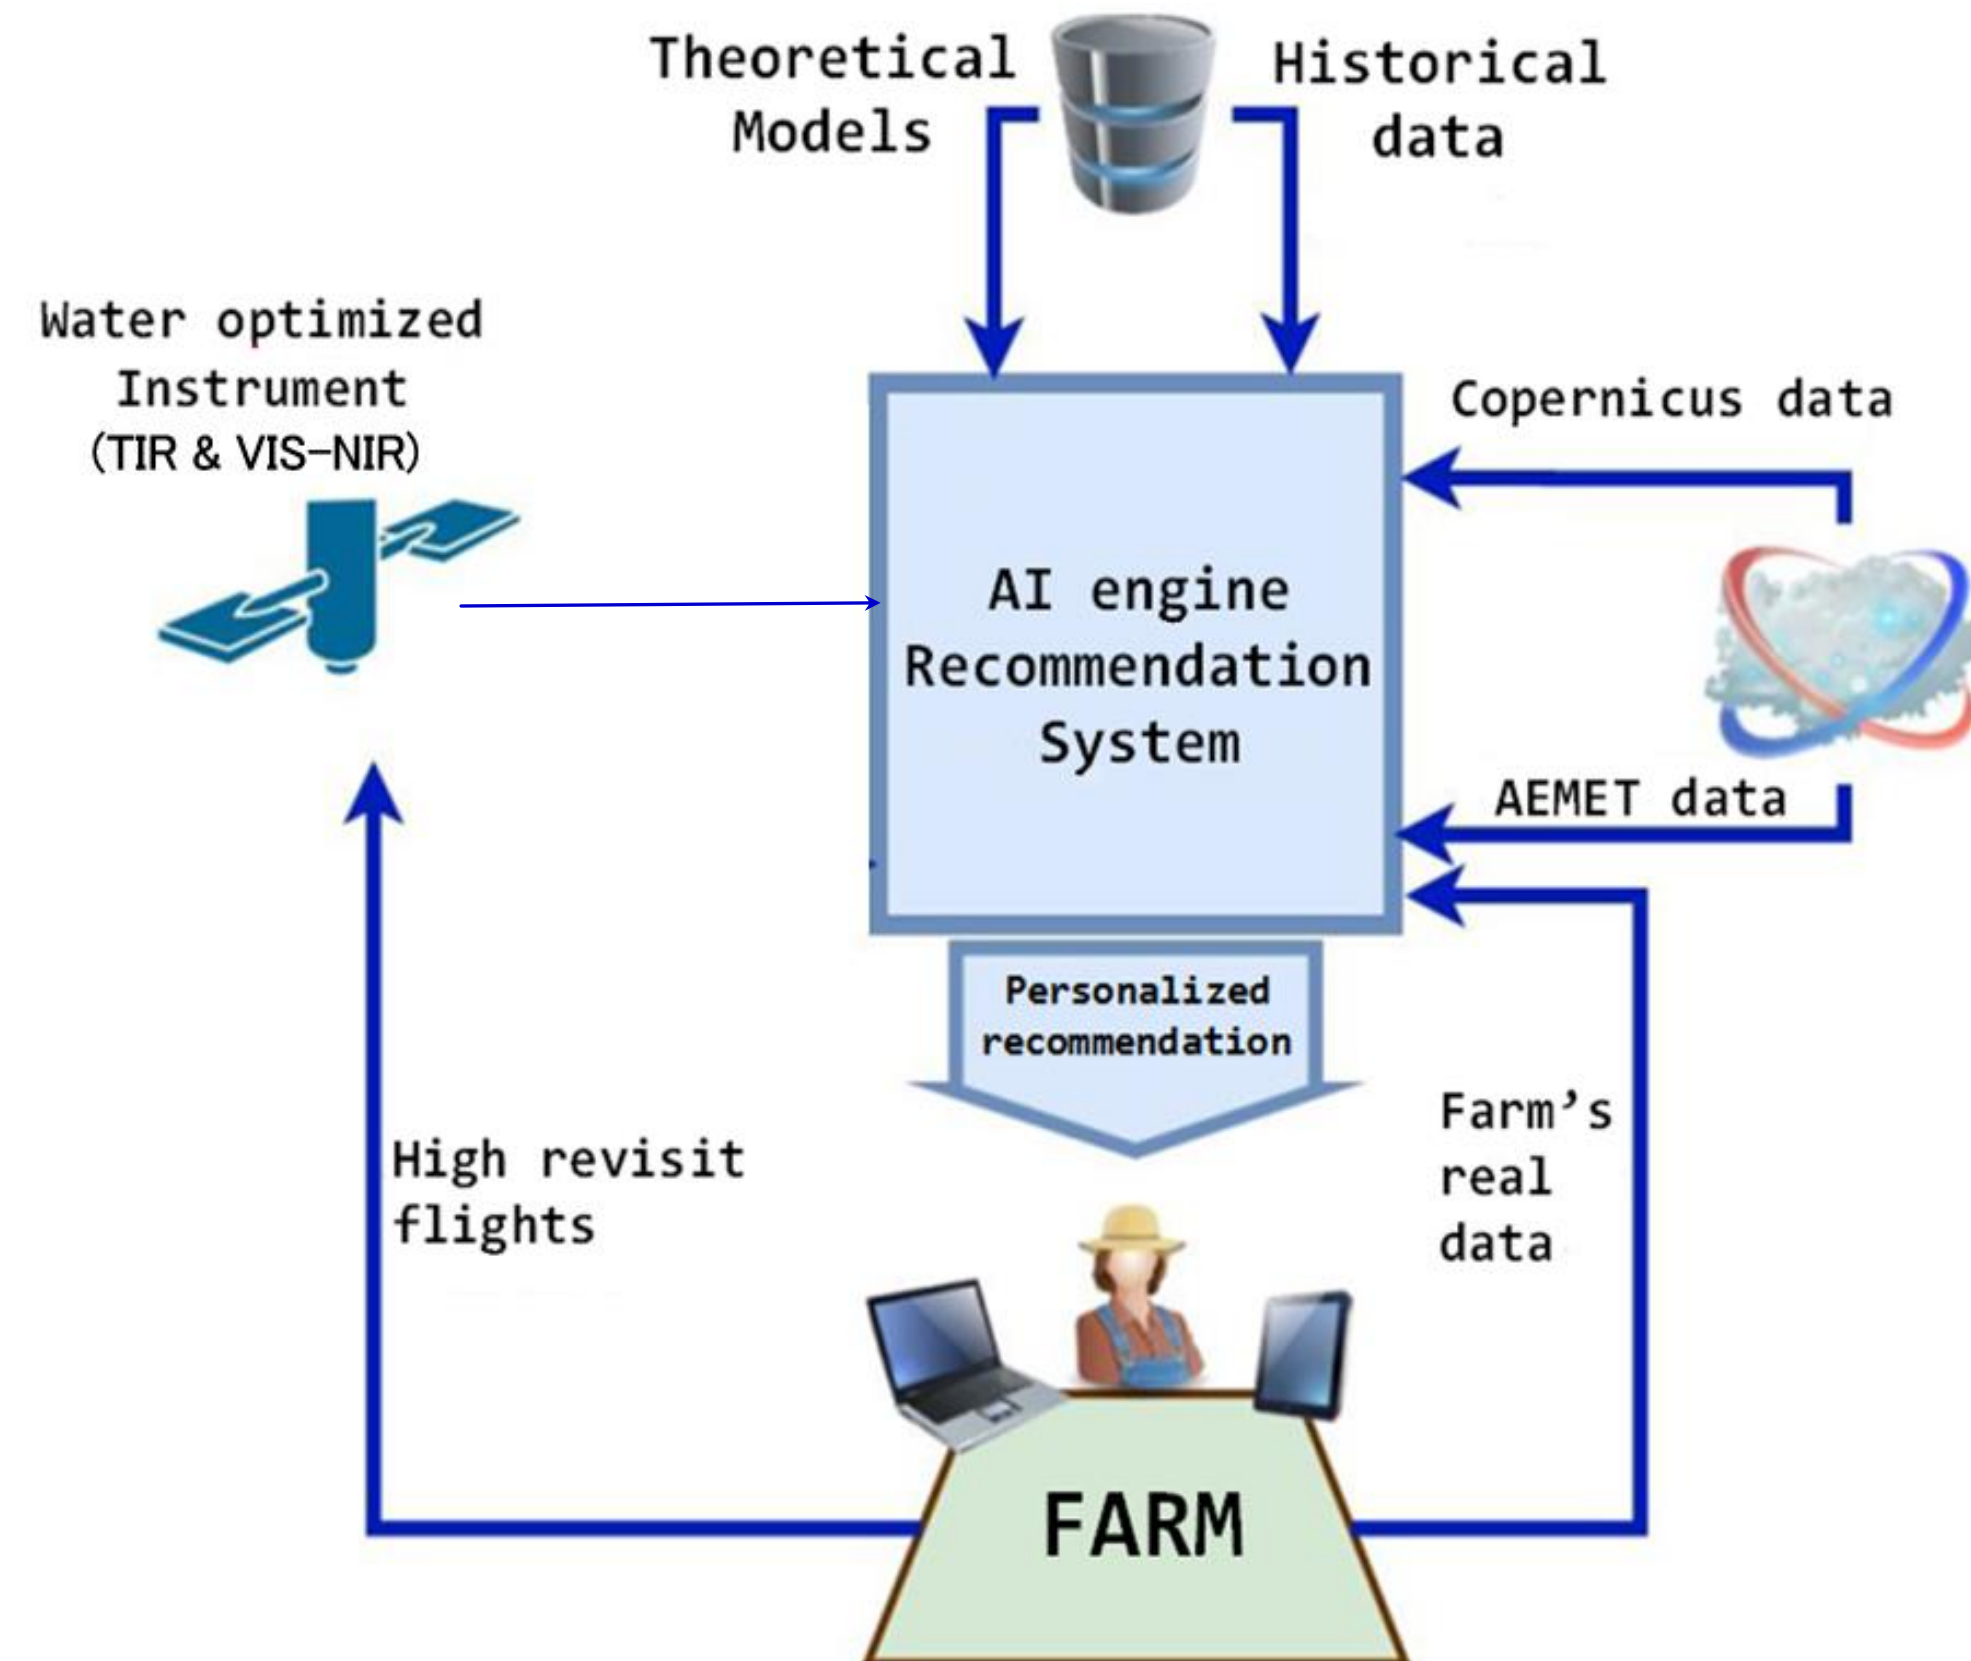 Theoretical
Models
Historical
data
Water optimized
Instrument
(TIR & VIS-NIR)
Copernicus data
AI engine
Recommendation
System
AEMET data
Personalized
recommendation
High revisit
flights
Farm’s
real
data
FARM